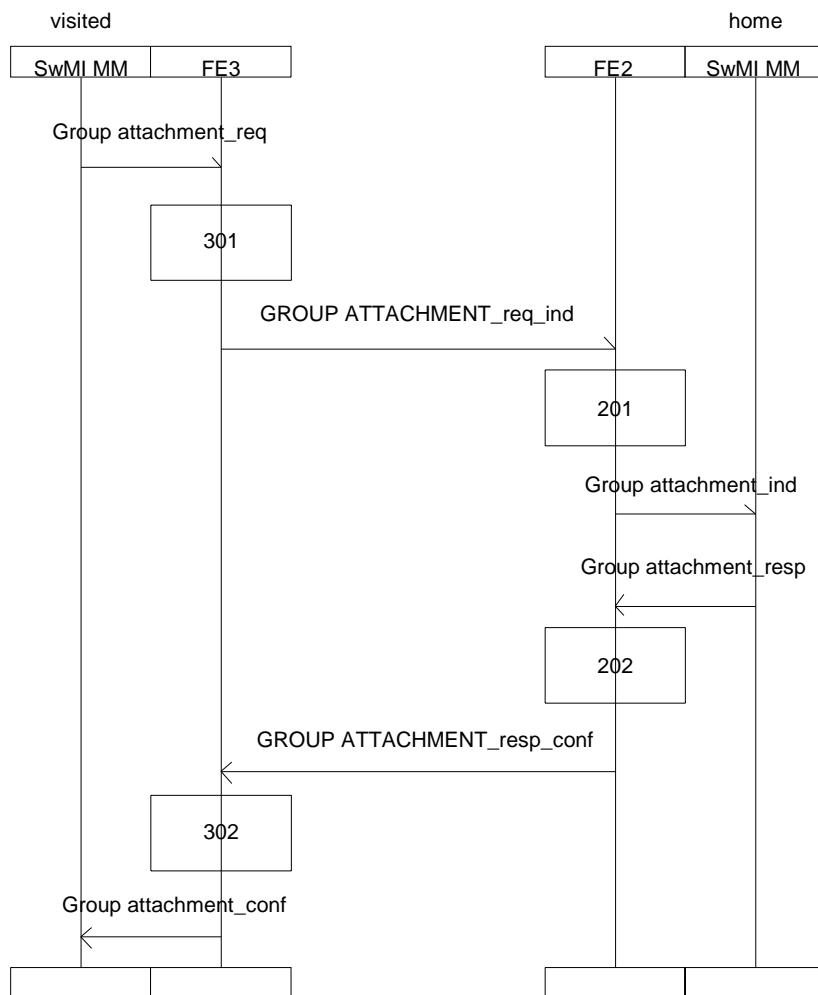 visited
home
SwMI MM
FE3
FE2
SwMI MM
Group attachment_req
301
GROUP ATTACHMENT_req_ind
201
Group attachment_ind
Group attachment_resp
202
GROUP ATTACHMENT_resp_conf
302
Group attachment_conf